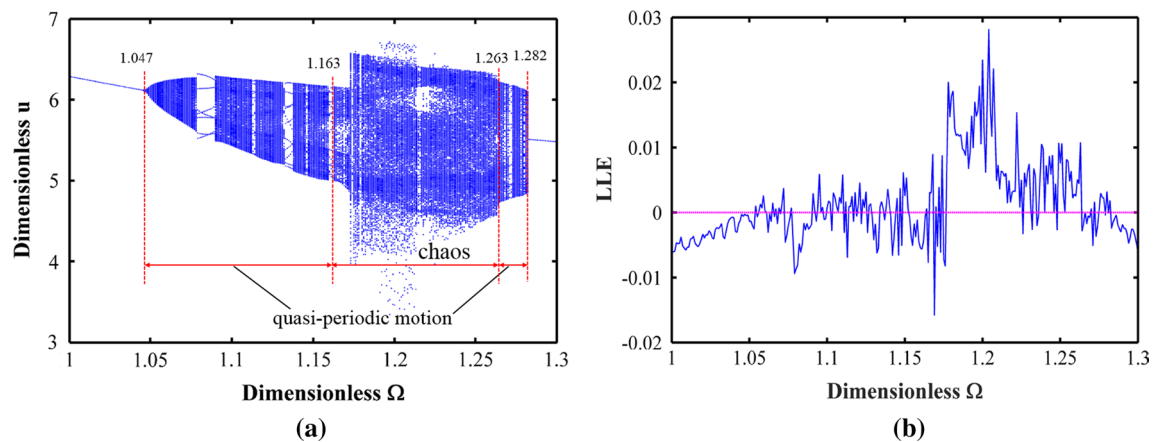 7
6
5
4
3
Dimensionless u
1.047
1.163
1.263
1.282
chaos
quasi-periodic motion
1 1.05 1.1 1.15 1.2 1.25 1.3
Dimensionless Ω
(a)
0.03
0.02
0.01
0
-0.01
-0.02
LLE
1 1.05 1.1 1.15 1.2 1.25 1.3
Dimensionless Ω
(b)